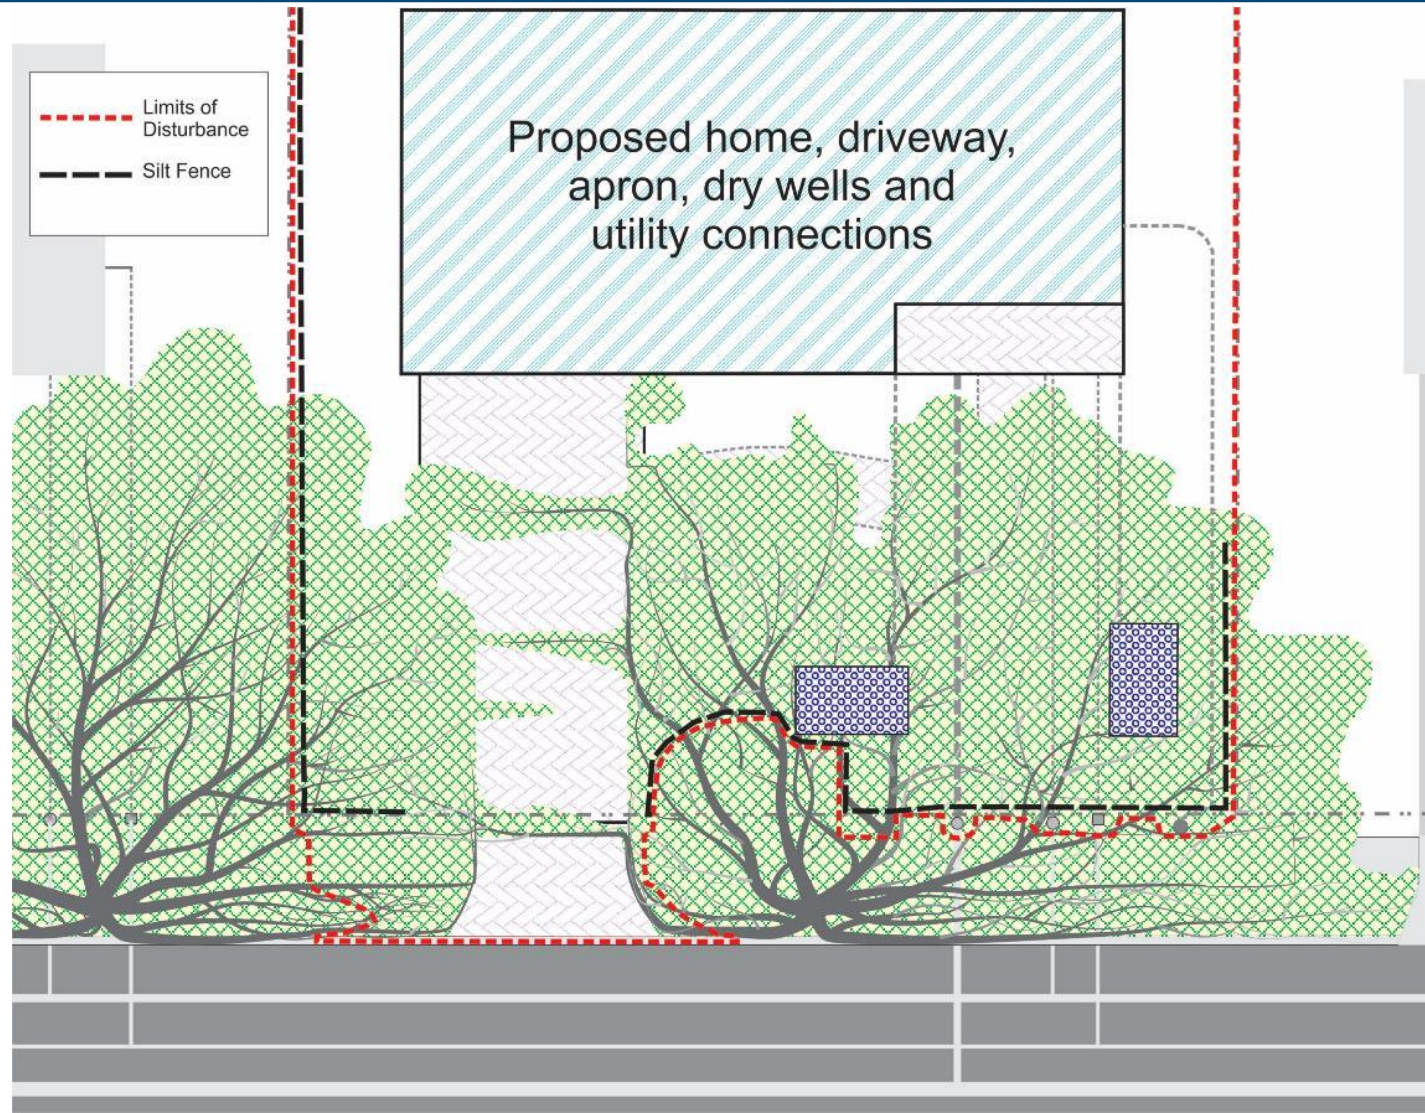 Limits of
Disturbance
Silt Fence
Proposed home, driveway,
apron, dry wells and
utility connections